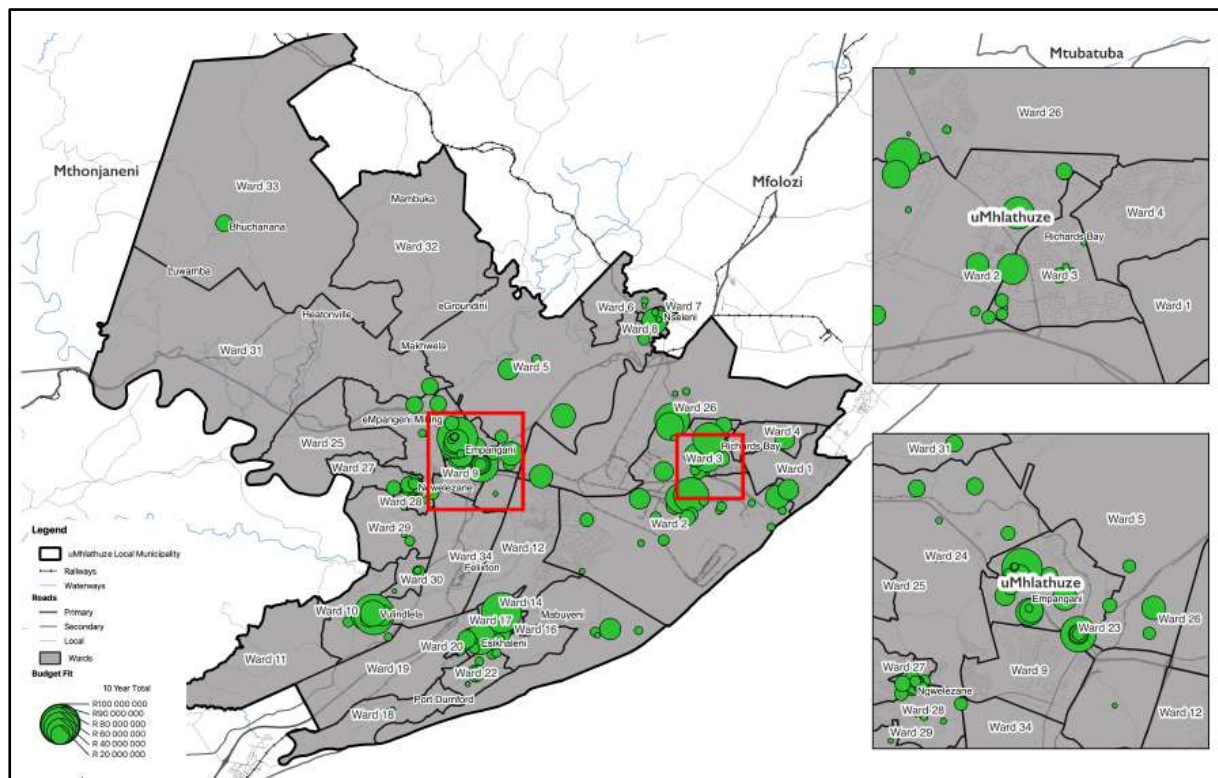 Mtubatuba
Mthonjaneni
Mfolozi
Ward 33
Bhuchanana
Mambuka
Ward 32
Luwamba
eGroundini
Heatonville
Ward 31
Makhwela
Ward 6
Ward 7
Nseleni
Ward 8
Ward 5
Ward 26
Ward 4
Richards Bay
Ward 3
Ward 1
Ward 2
Ward 25
Empangani
Ward 9
Ward 27
Ngwelezane
Ward 28
Ward 29
Ward 34
Ward 12
Felixton
Ward 30
Ward 10
Vulindlela
Ward 14
Mabuyeni
Ward 17
Ward 16
Ward 20
Esikhaleni
Ward 11
Ward 19
Ward 22
Port Durnford
Ward 18
Legend
uMhlathuze Local Municipality
Railways
Waterways
Roads
Primary
Secondary
Local
Wards
Budget Fit
10 Year Total
R100 000 000
R90 000 000
R 80 000 000
R 60 000 000
R 40 000 000
R 20 000 000
Ward 26
uMhlathuze
Ward 4
Richards Bay
Ward 2
Ward 3
Ward 1
Ward 31
Ward 5
Ward 24
Ward 25
uMhlathuze
Empangani
Ward 23
Ward 26
Ward 9
Ward 27
Ngwelezane
Ward 28
Ward 12
Ward 29
Ward 34